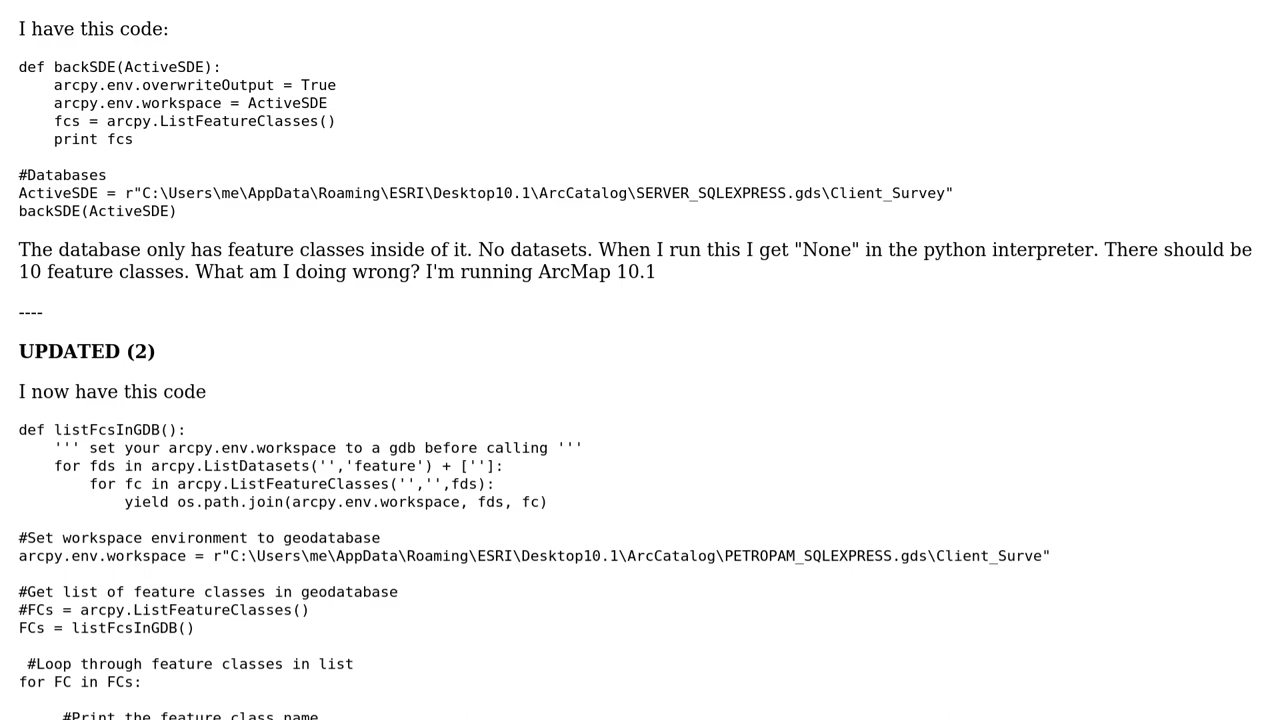 I have this code:
def backSDE(ActiveSDE):
    arcpy.env.overwriteOutput = True
    arcpy.env.workspace = ActiveSDE
    fcs = arcpy.ListFeatureClasses()
    print fcs
#Databases
ActiveSDE = r"C:\Users\me\AppData\Roaming\ESRI\Desktop10.1\ArcCatalog\SERVER_SQLEXPRESS.gds\Client_Survey"
backSDE(ActiveSDE)
The database only has feature classes inside of it. No datasets. When I run this I get "None" in the python interpreter. There should be
10 feature classes. What am I doing wrong? I'm running ArcMap 10.1
----
UPDATED (2)
I now have this code
def listFcsInGDB():
    ''' set your arcpy.env.workspace to a gdb before calling '''
    for fds in arcpy.ListDatasets('','feature') + ['']:
        for fc in arcpy.ListFeatureClasses('','',fds):
            yield os.path.join(arcpy.env.workspace, fds, fc)
#Set workspace environment to geodatabase
arcpy.env.workspace = r"C:\Users\me\AppData\Roaming\ESRI\Desktop10.1\ArcCatalog\PETROPAM_SQLEXPRESS.gds\Client_Surve"
#Get list of feature classes in geodatabase
#FCs = arcpy.ListFeatureClasses()
FCs = listFcsInGDB()
 #Loop through feature classes in list
for FC in FCs:
     #Print the feature class name